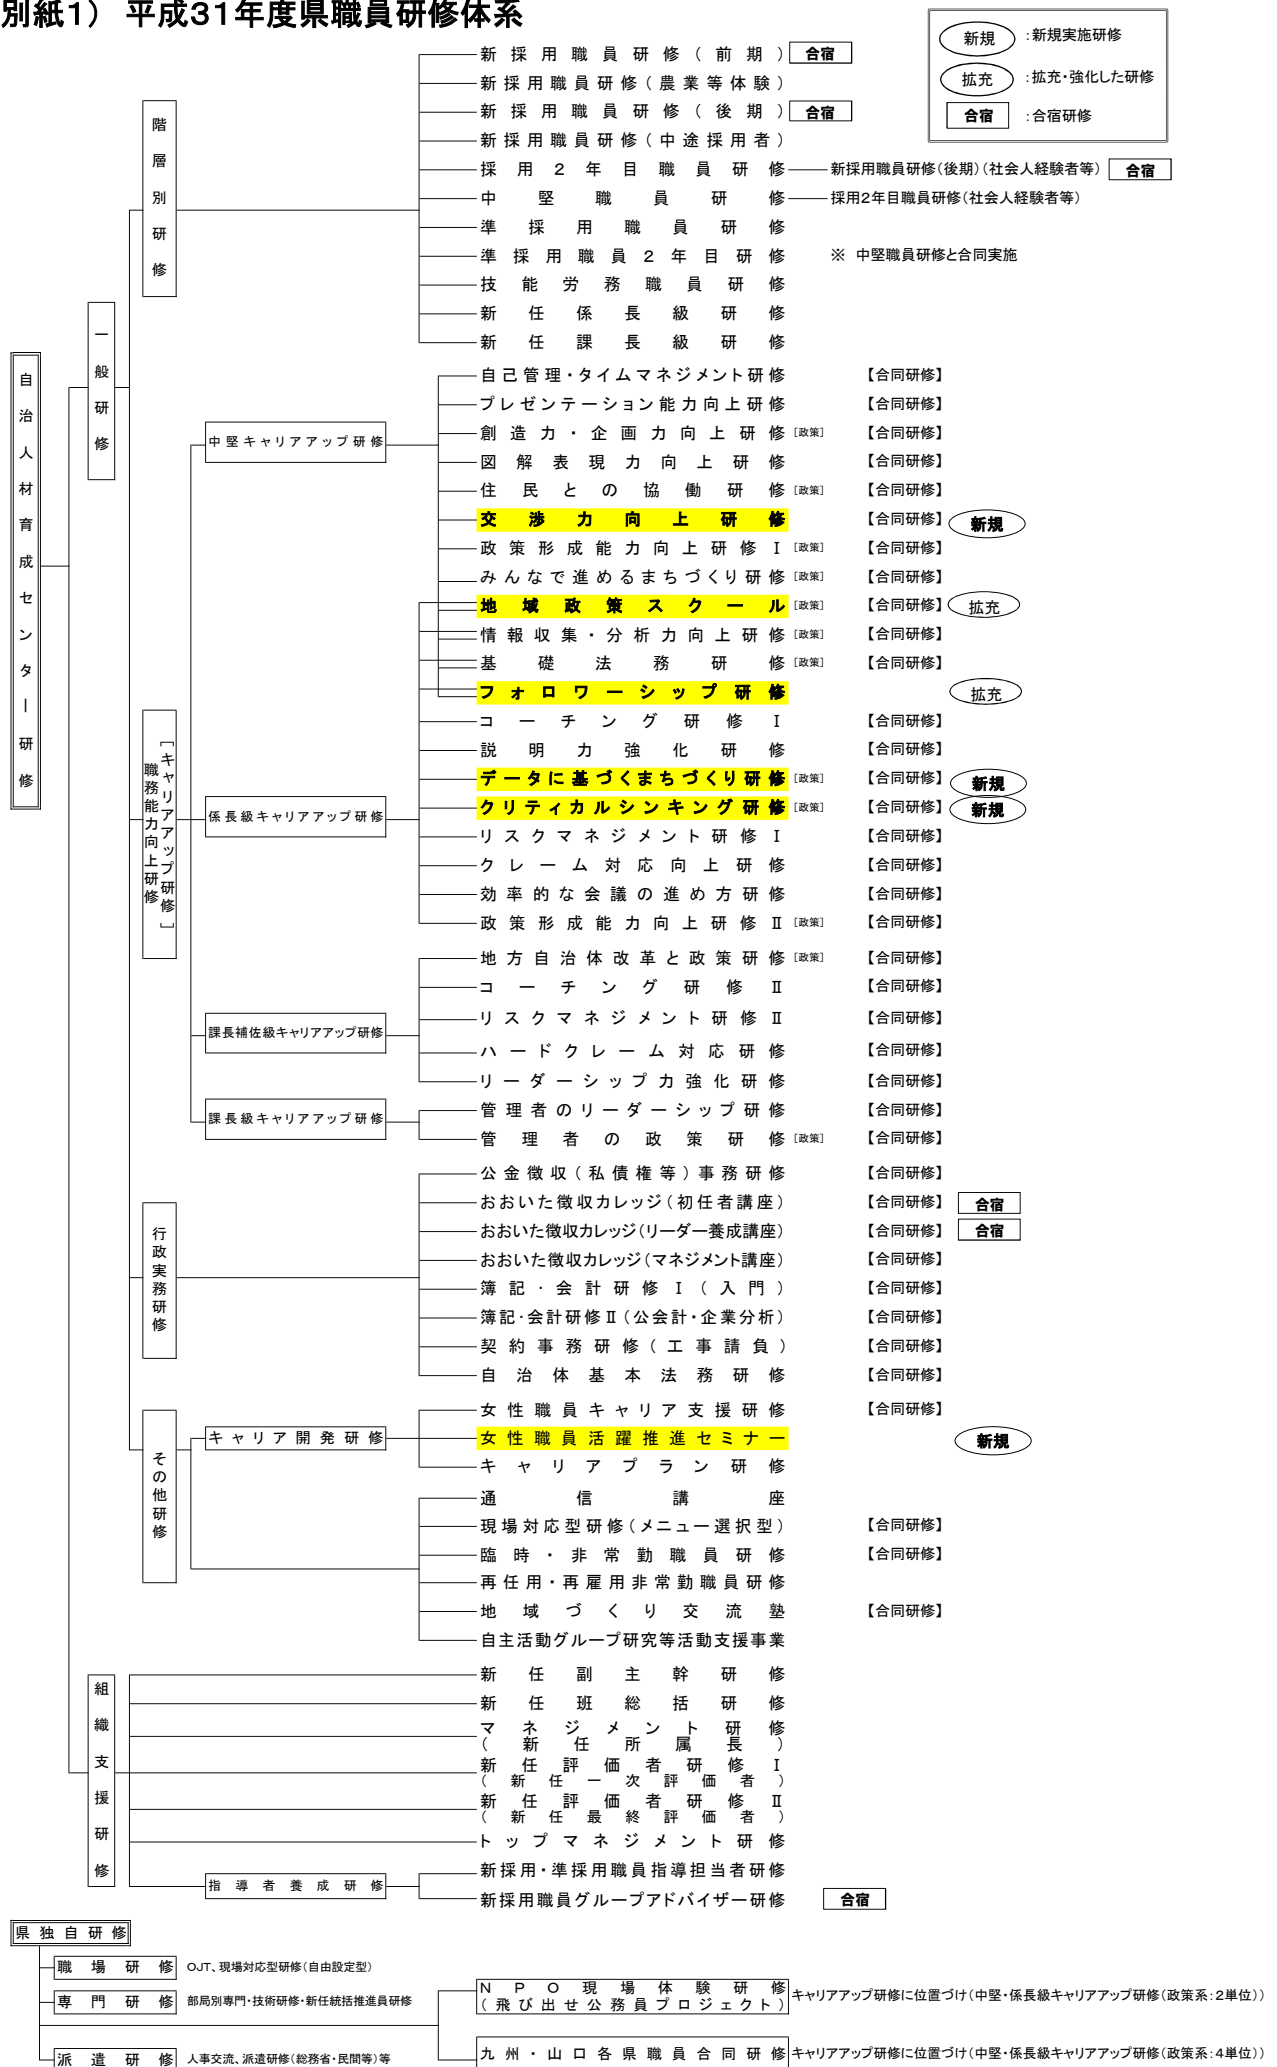 別紙1） 平成31年度県職員研修体系
新規 :新規実施研修
拡充 :拡充・強化した研修
合宿 :合宿研修
自治人材育成センター研修
一般研修
階層別研修
新採用職員研修（前期） 合宿
新採用職員研修（農業等体験）
新採用職員研修（後期） 合宿
新採用職員研修（中途採用者）
採用2年目職員研修 新採用職員研修（後期）（社会人経験者等） 合宿
中堅職員研修 採用2年目職員研修（社会人経験者等）
準採用職員研修
準採用職員2年目研修 ※ 中堅職員研修と合同実施
技能労務職員研修
新任係長級研修
新任課長級研修
職務能力向上研修
［キャリアアップ研修］
中堅キャリアアップ研修
自己管理・タイムマネジメント研修 【合同研修】
プレゼンテーション能力向上研修 【合同研修】
創造力・企画力向上研修［政策］ 【合同研修】
図解表現力向上研修 【合同研修】
住民との協働研修［政策］ 【合同研修】
交渉力向上研修 【合同研修】 新規
政策形成能力向上研修Ⅰ［政策］ 【合同研修】
みんなで進めるまちづくり研修［政策］ 【合同研修】
地域政策スクール［政策］ 【合同研修】 拡充
情報収集・分析力向上研修［政策］ 【合同研修】
基礎法務研修［政策］ 【合同研修】
フォロワーシップ研修 拡充
係長級キャリアアップ研修
コーチング研修Ⅰ 【合同研修】
説明力強化研修 【合同研修】
データに基づくまちづくり研修［政策］ 【合同研修】 新規
クリティカルシンキング研修［政策］ 【合同研修】 新規
リスクマネジメント研修Ⅰ 【合同研修】
クレーム対応向上研修 【合同研修】
効率的な会議の進め方研修 【合同研修】
政策形成能力向上研修Ⅱ［政策］ 【合同研修】
課長補佐級キャリアアップ研修
地方自治体改革と政策研修［政策］ 【合同研修】
コーチング研修Ⅱ 【合同研修】
リスクマネジメント研修Ⅱ 【合同研修】
ハードクレーム対応研修 【合同研修】
リーダーシップ力強化研修 【合同研修】
課長級キャリアアップ研修
管理者のリーダーシップ研修 【合同研修】
管理者の政策研修［政策］ 【合同研修】
行政実務研修
公金徴収（私債権等）事務研修 【合同研修】
おおいた徴収カレッジ（初任者講座） 【合同研修】 合宿
おおいた徴収カレッジ（リーダー養成講座） 【合同研修】 合宿
おおいた徴収カレッジ（マネジメント講座） 【合同研修】
簿記・会計研修Ⅰ（入門） 【合同研修】
簿記・会計研修Ⅱ（公会計・企業分析） 【合同研修】
契約事務研修（工事請負） 【合同研修】
自治体基本法務研修 【合同研修】
その他研修
キャリア開発研修
女性職員キャリア支援研修 【合同研修】
女性職員活躍推進セミナー 新規
キャリアプラン研修
通信講座
現場対応型研修（メニュー選択型） 【合同研修】
臨時・非常勤職員研修 【合同研修】
再任用・再雇用非常勤職員研修
地域づくり交流塾 【合同研修】
自主活動グループ研究等活動支援事業
組織支援研修
新任副主幹研修
新任班総括研修
マネジメント研修
（新任所属長）
新任評価者研修Ⅰ
（新任一次評価者）
新任評価者研修Ⅱ
（新任最終評価者）
トップマネジメント研修
指導者養成研修
新採用・準採用職員指導担当者研修
新採用職員グループアドバイザー研修 合宿
県独自研修
職場研修 OJT、現場対応型研修（自由設定型）
専門研修 部局別専門・技術研修・新任統括推進員研修
派遣研修 人事交流、派遣研修（総務省・民間等）等
NPO現場体験研修
（飛び出せ公務員プロジェクト） キャリアアップ研修に位置づけ（中堅・係長級キャリアアップ研修（政策系:2単位））
九州・山口各県職員合同研修 キャリアアップ研修に位置づけ（中堅・係長級キャリアアップ研修（政策系:4単位））